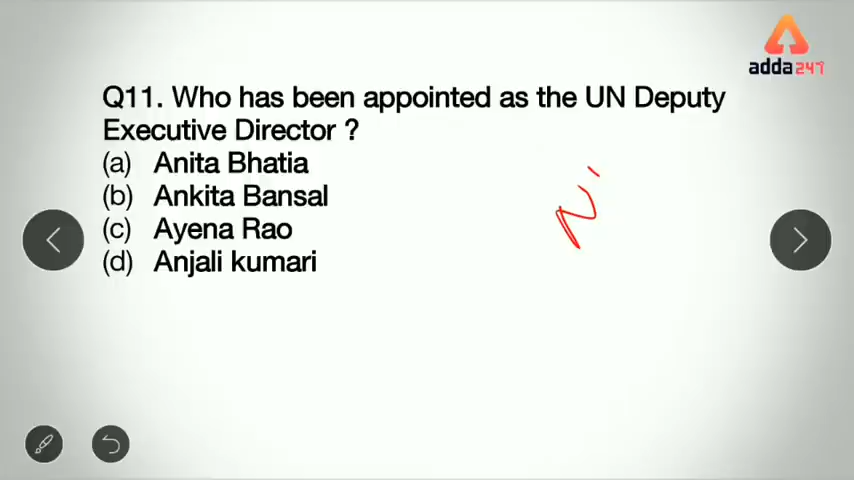 adda247
Q11. Who has been appointed as the UN Deputy
Executive Director ?
(a) Anita Bhatia
(b) Ankita Bansal
(c) Ayena Rao
(d) Anjali kumari